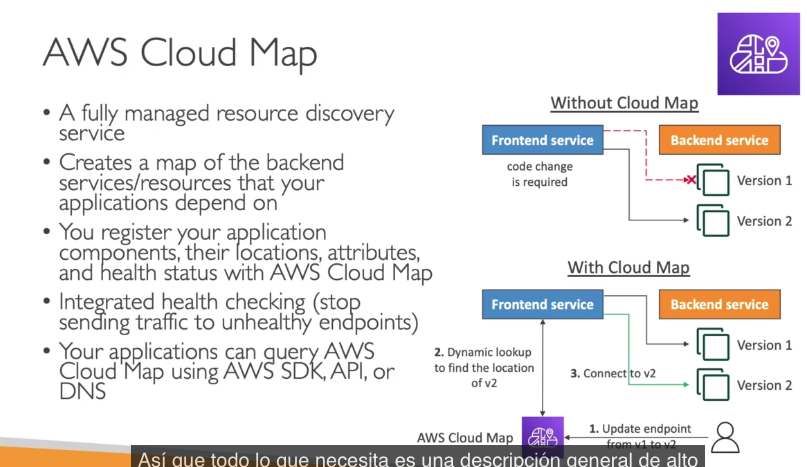 AWS Cloud Map
• A fully managed resource discovery
service
• Creates a map of the backend
services/resources that your
applications depend on
• You register your application
components, their locations, attributes,
and health status with AWS Cloud Map
• Integrated health checking (stop
sending traffic to unhealthy endpoints)
• Your applications can query AWS
Cloud Map using AWS SDK, API, or
DNS
Without Cloud Map
Frontend service
Backend service
code change
is required
Version 1
Version 2
With Cloud Map
Frontend service
Backend service
Version 1
2. Dynamic lookup
to find the location
of v2
3. Connect to v2
Version 2
AWS Cloud Map
1. Update endpoint
from v1 to v2
Así que todo lo que necesita es una descripción general de alto